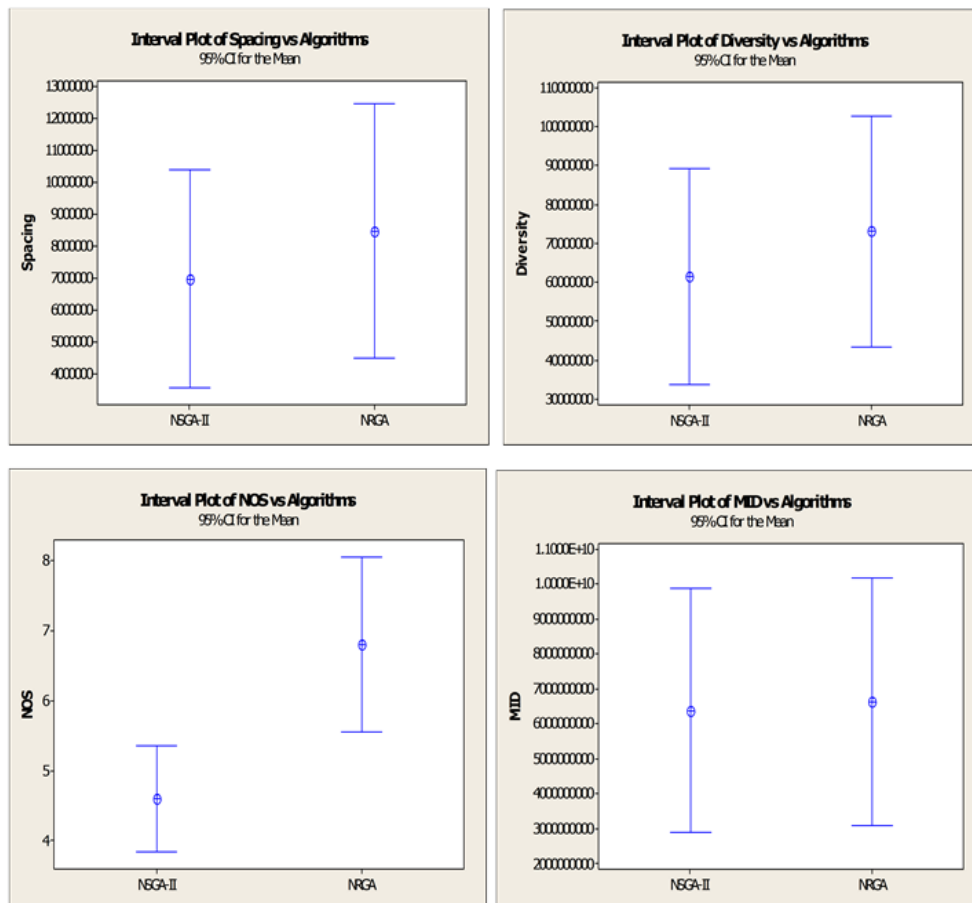 Interval Plot of Spacing vs Algorithms
95% CI for the Mean
13000000
12000000
11000000
10000000
9000000
8000000
7000000
6000000
5000000
4000000
Spacing
NSGA-II NRGA
Interval Plot of Diversity vs Algorithms
95% CI for the Mean
110000000
100000000
90000000
80000000
70000000
60000000
50000000
40000000
30000000
Diversity
NSGA-II NRGA
Interval Plot of NOS vs Algorithms
95% CI for the Mean
8
7
6
5
4
NOS
NSGA-II NRGA
Interval Plot of MID vs Algorithms
95% CI for the Mean
1.1000E+10
1.0000E+10
9000000000
8000000000
7000000000
6000000000
5000000000
4000000000
3000000000
2000000000
MID
NSGA-II NRGA